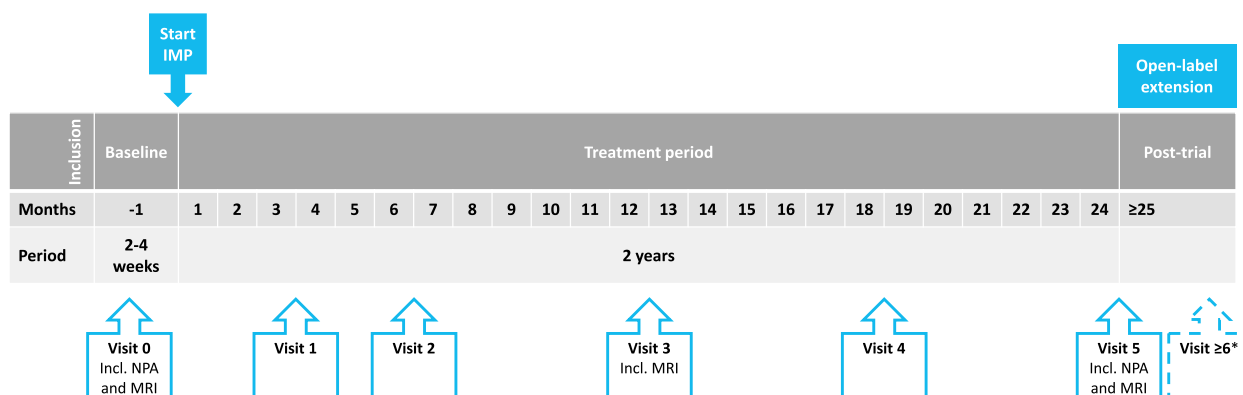 Start
IMP
Open-label
extension
Inclusion
Baseline
Treatment period
Post-trial
Months -1 1 2 3 4 5 6 7 8 9 10 11 12 13 14 15 16 17 18 19 20 21 22 23 24 ≥25
Period 2-4 weeks 2 years
Visit 0
Incl. NPA
and MRI
Visit 1
Visit 2
Visit 3
Incl. MRI
Visit 4
Visit 5
Incl. NPA
and MRI
Visit ≥6*